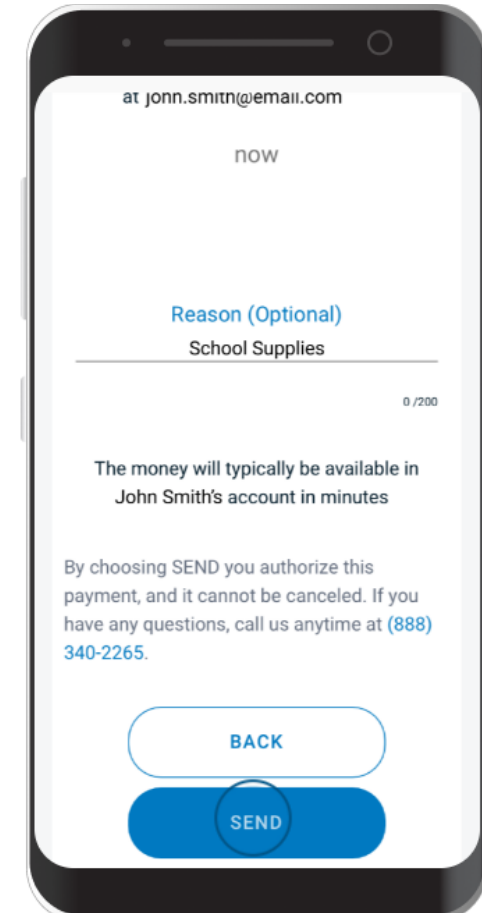 at john.smith@email.com
now
Reason (Optional)
School Supplies
0 /200
The money will typically be available in
John Smith's account in minutes
By choosing SEND you authorize this
payment, and it cannot be canceled. If you
have any questions, call us anytime at (888)
340-2265.
BACK
SEND